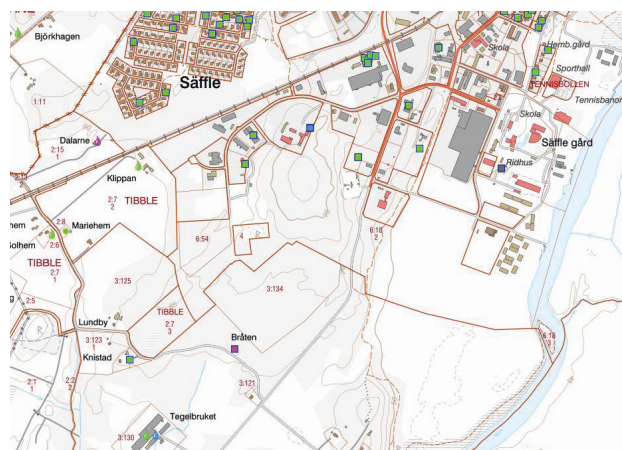 Björkhagen
Säffle
1:11
Skola
Hemb.gård
Sporthall
TENNISBOLLEN
Tennisbanor
Dalarne
2:15
1
Skola
Säffle gård
Ridhus
Klippan
2:7
2
TIBBLE
2:8
Mariehem
2:6
TIBBLE
2:7
1
6:54
4
6:18
2
3:125
3:134
2:5
TIBBLE
2:7
3
Lundby
3:123
1
Knistad
Bråten
6:18
3
2:1
1
2:2
2
3:121
Tegelbruket
3:130